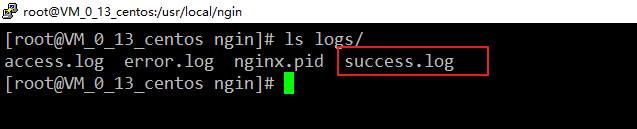 root@VM_0_13_centos:/usr/local/ngin
[root@VM_0_13_centos ngin]# ls logs/
access.log  error.log  nginx.pid  success.log
[root@VM_0_13_centos ngin]#